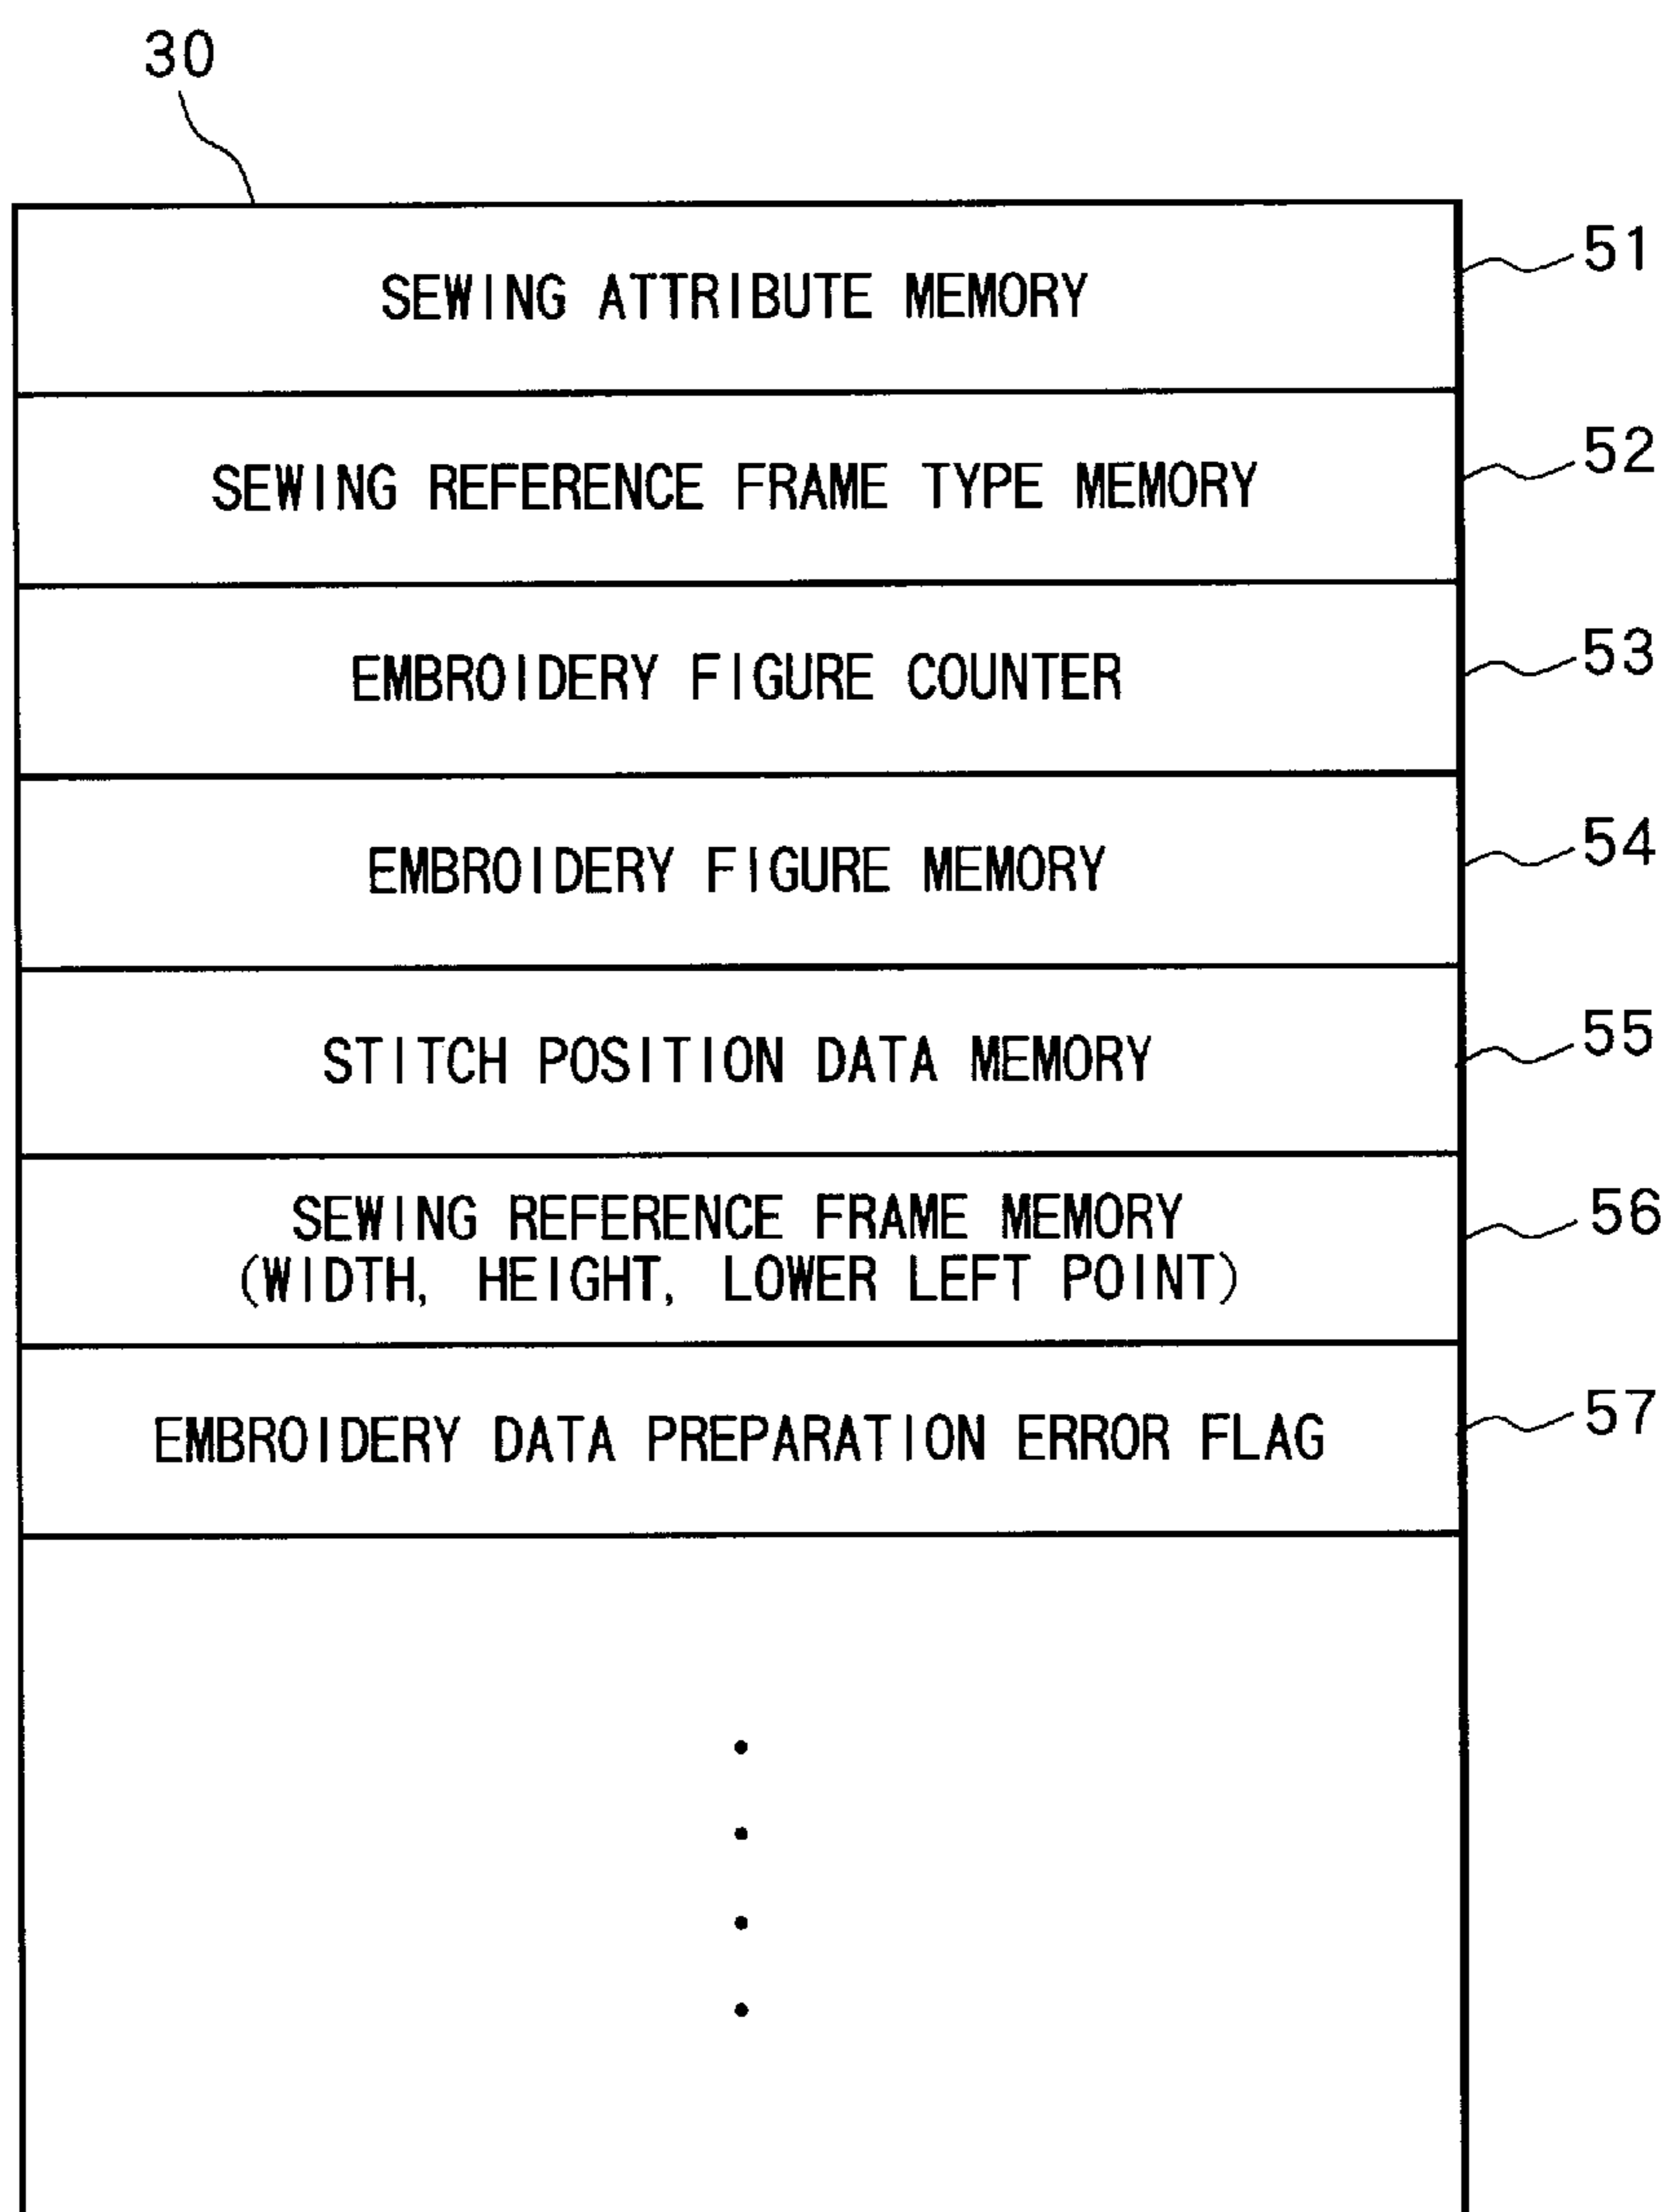 30
SEWING ATTRIBUTE MEMORY 51
SEWING REFERENCE FRAME TYPE MEMORY 52
EMBROIDERY FIGURE COUNTER 53
EMBROIDERY FIGURE MEMORY 54
STITCH POSITION DATA MEMORY 55
SEWING REFERENCE FRAME MEMORY 56
(WIDTH, HEIGHT, LOWER LEFT POINT)
EMBROIDERY DATA PREPARATION ERROR FLAG 57